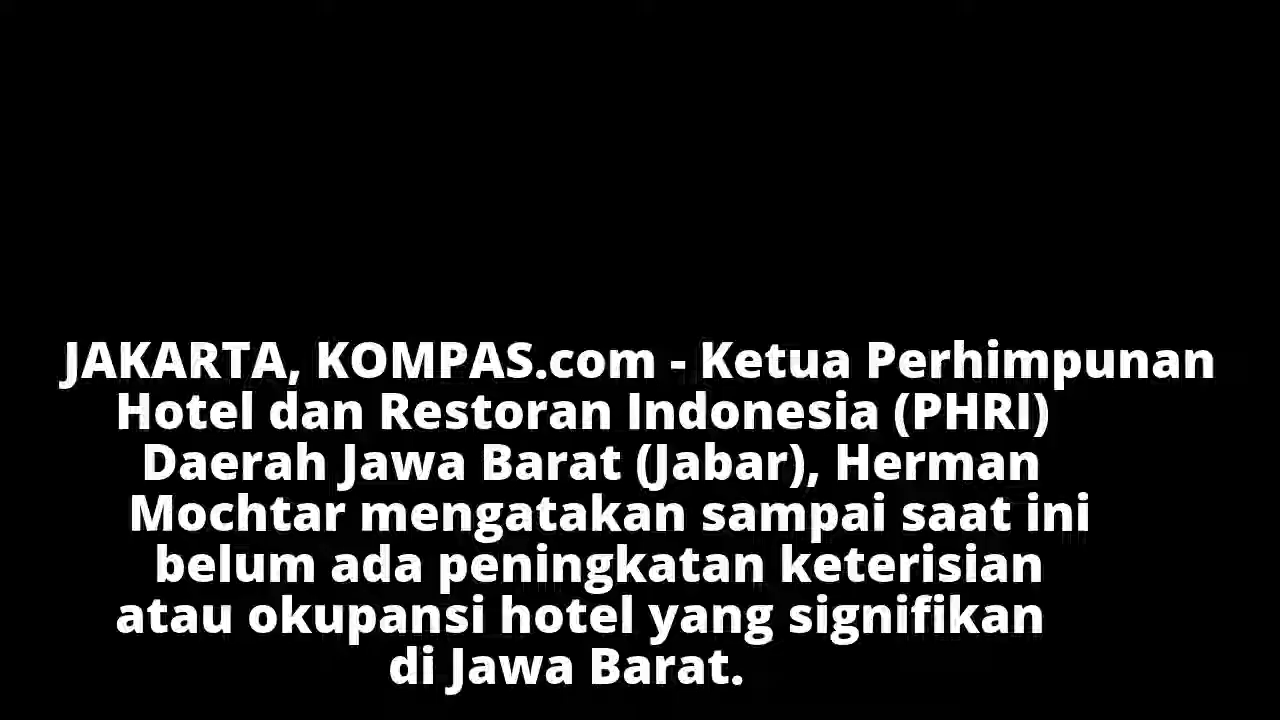 JAKARTA, KOMPAS.com - Ketua Perhimpunan
Hotel dan Restoran Indonesia (PHRI)
Daerah Jawa Barat (Jabar), Herman
Mochtar mengatakan sampai saat ini
belum ada peningkatan keterisian
atau okupansi hotel yang signifikan
di Jawa Barat.